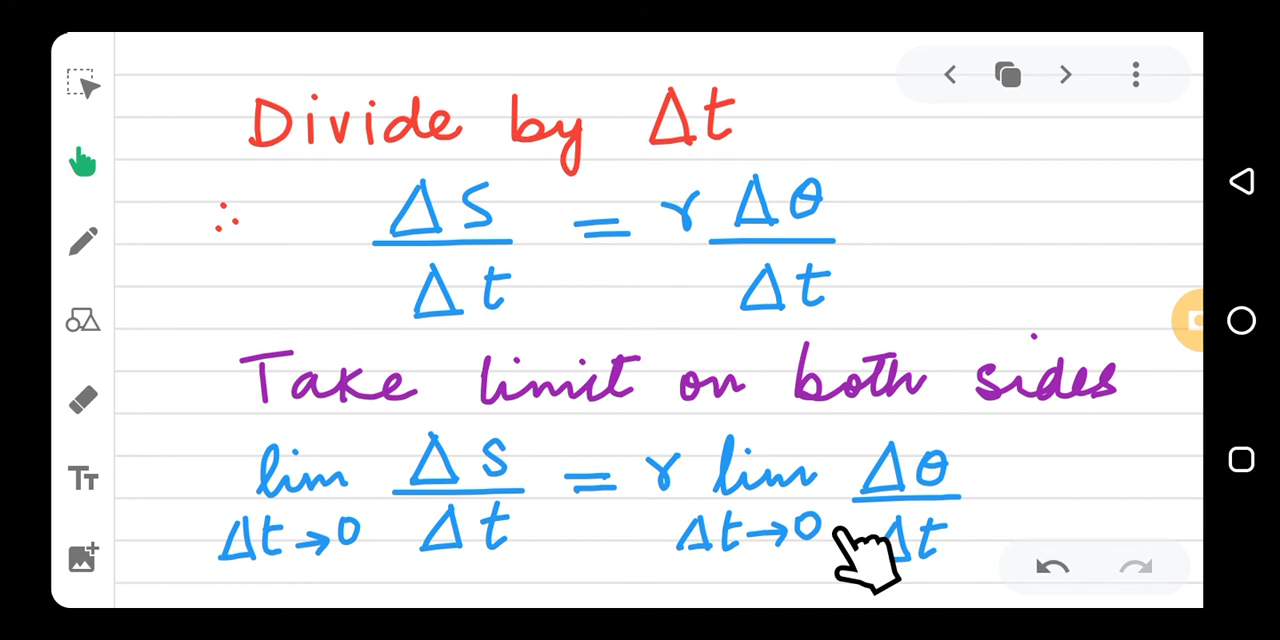 Divide by Δt
∴ ΔS/Δt = r Δθ/Δt
Take limit on both sides
lim Δt→0 ΔS/Δt = r lim Δt→0 Δθ/Δt
Tт